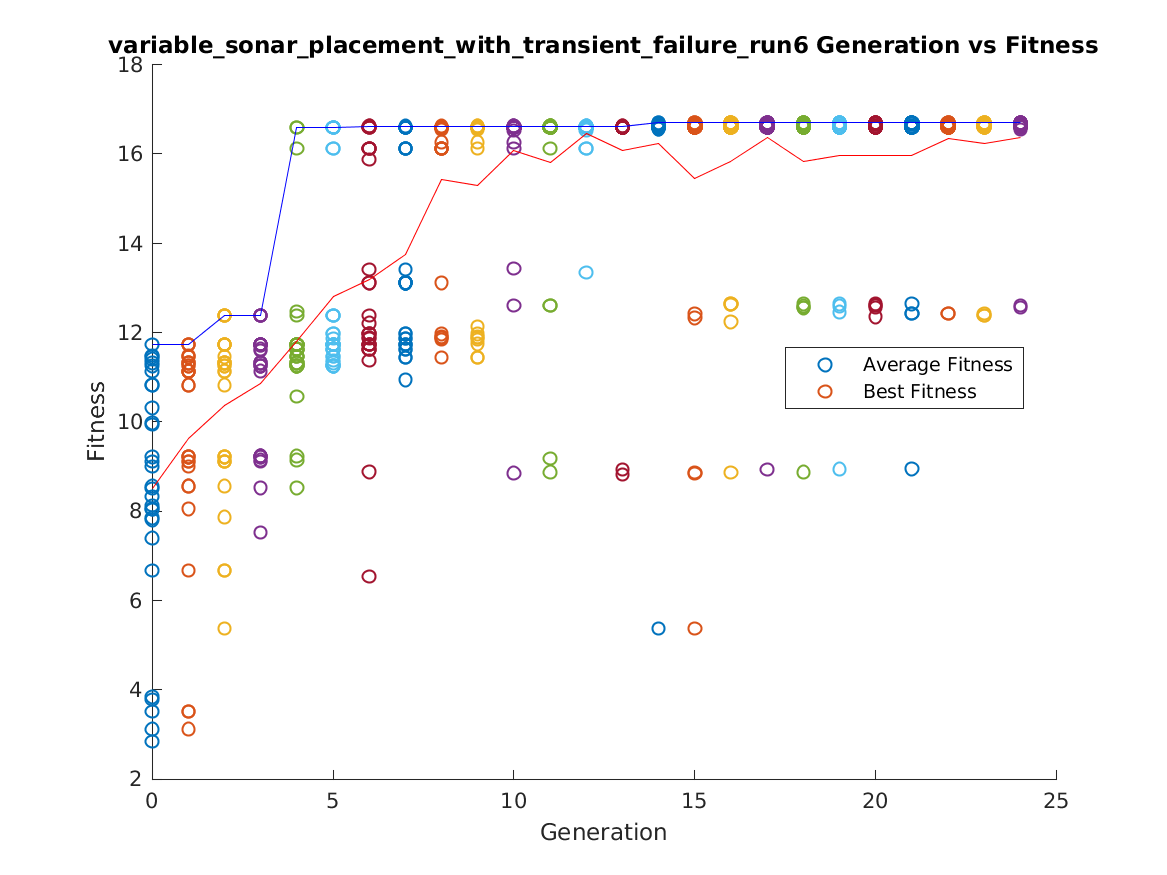 variable_sonar_placement_with_transient_failure_run6 Generation vs Fitness
18
16
14
12
10
8
6
4
2
Fitness
Average Fitness
Best Fitness
0 5 10 15 20 25
Generation